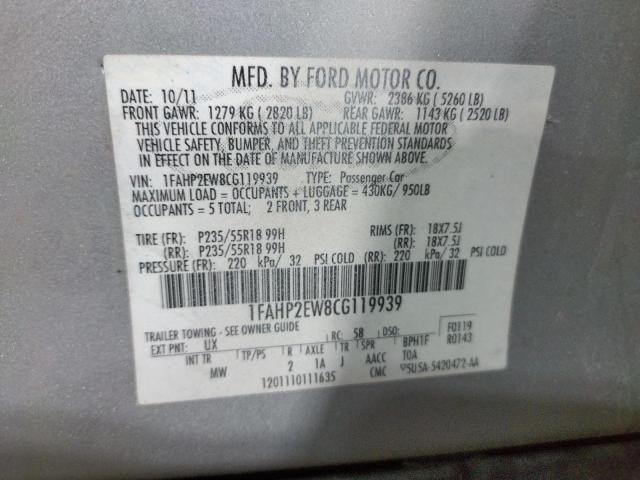 MFD. BY FORD MOTOR CO.
DATE: 10/11 GVWR: 2386 KG ( 5260 LB)
FRONT GAWR: 1279 KG ( 2820 LB) REAR GAWR: 1143 KG ( 2520 LB)
THIS VEHICLE CONFORMS TO ALL APPLICABLE FEDERAL MOTOR
VEHICLE SAFETY, BUMPER, AND THEFT PREVENTION STANDARDS
IN EFFECT ON THE DATE OF MANUFACTURE SHOWN ABOVE.
VIN: 1FAHP2EW8CG119939 TYPE: Passenger Car
MAXIMUM LOAD = OCCUPANTS + LUGGAGE = 430KG/ 950LB
OCCUPANTS = 5 TOTAL; 2 FRONT, 3 REAR
TIRE (FR): P235/55R18 99H RIMS (FR): 18X7.5J
(RR): P235/55R18 99H (RR): 18X7.5J
PRESSURE (FR): 220 kPa/ 32 PSI COLD (RR): 220 kPa/ 32 PSI COLD
1FAHP2EW8CG119939
TRAILER TOWING - SEE OWNER GUIDE F0119
EXT PNT: UX RC: 58 DSO: R0143
INT TR TP/PS R AXLE TR SPR BPHTF
MW 2 1A J AACC TOA
1201110111635 CMC 5U5A-5420472-AA